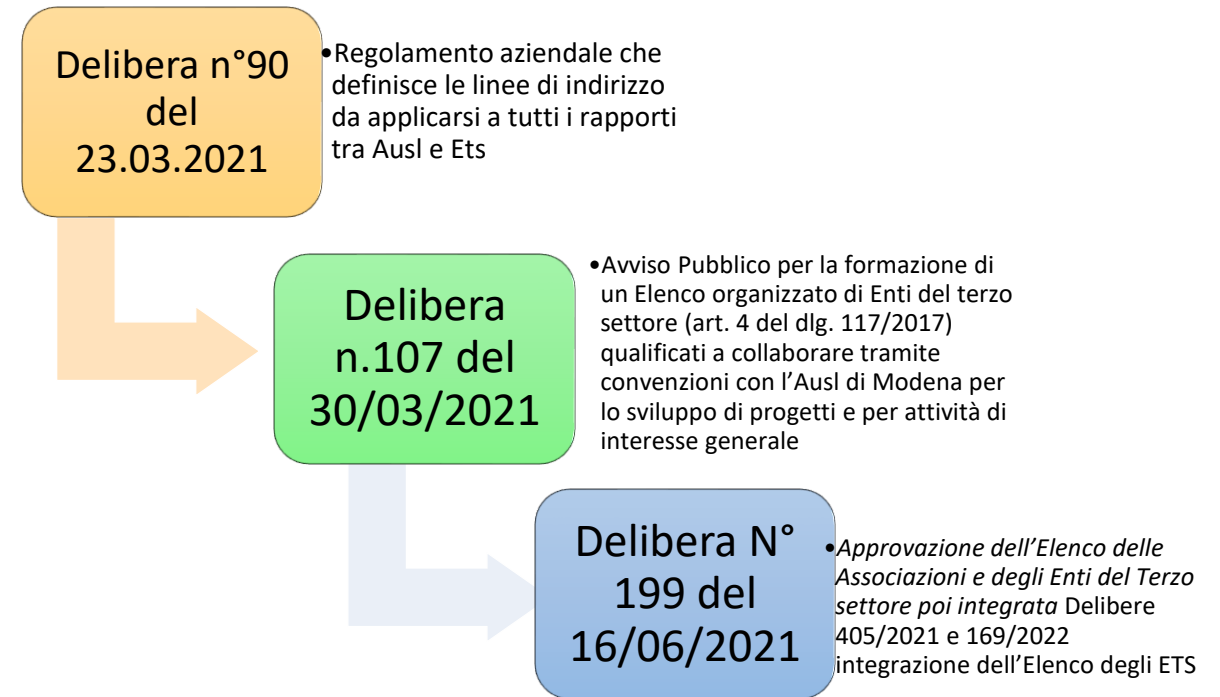 Delibera n°90
del
23.03.2021
•Regolamento aziendale che
definisce le linee di indirizzo
da applicarsi a tutti i rapporti
tra Ausl e Ets
Delibera
n.107 del
30/03/2021
•Avviso Pubblico per la formazione di
un Elenco organizzato di Enti del terzo
settore (art. 4 del dlg. 117/2017)
qualificati a collaborare tramite
convenzioni con l’Ausl di Modena per
lo sviluppo di progetti e per attività di
interesse generale
Delibera N°
199 del
16/06/2021
•Approvazione dell’Elenco delle
Associazioni e degli Enti del Terzo
settore poi integrata Delibere
405/2021 e 169/2022
integrazione dell’Elenco degli ETS